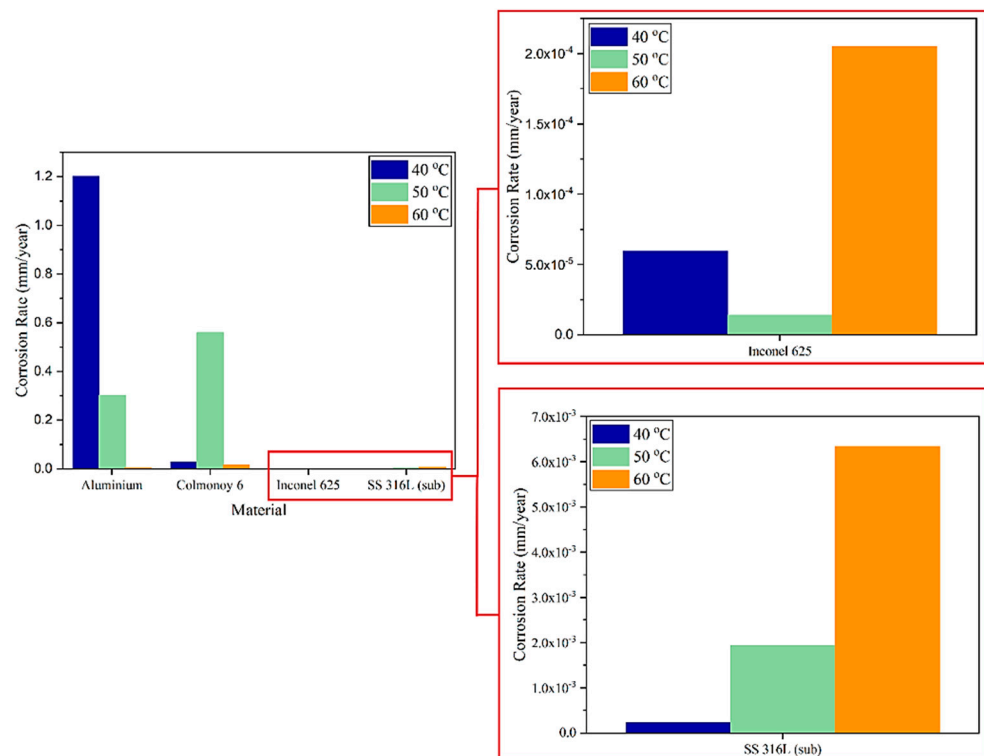 40 °C
50 °C
60 °C
Corrosion Rate (mm/year)
1.2
1.0
0.8
0.6
0.4
0.2
0.0
Aluminium Colmonoy 6 Inconel 625 SS 316L (sub)
Material
40 °C
50 °C
60 °C
Corrosion Rate (mm/year)
2.0x10⁻⁴
1.5x10⁻⁴
1.0x10⁻⁴
5.0x10⁻⁵
0.0
Inconel 625
40 °C
50 °C
60 °C
Corrosion Rate (mm/year)
7.0x10⁻³
6.0x10⁻³
5.0x10⁻³
4.0x10⁻³
3.0x10⁻³
2.0x10⁻³
1.0x10⁻³
0.0
SS 316L (sub)